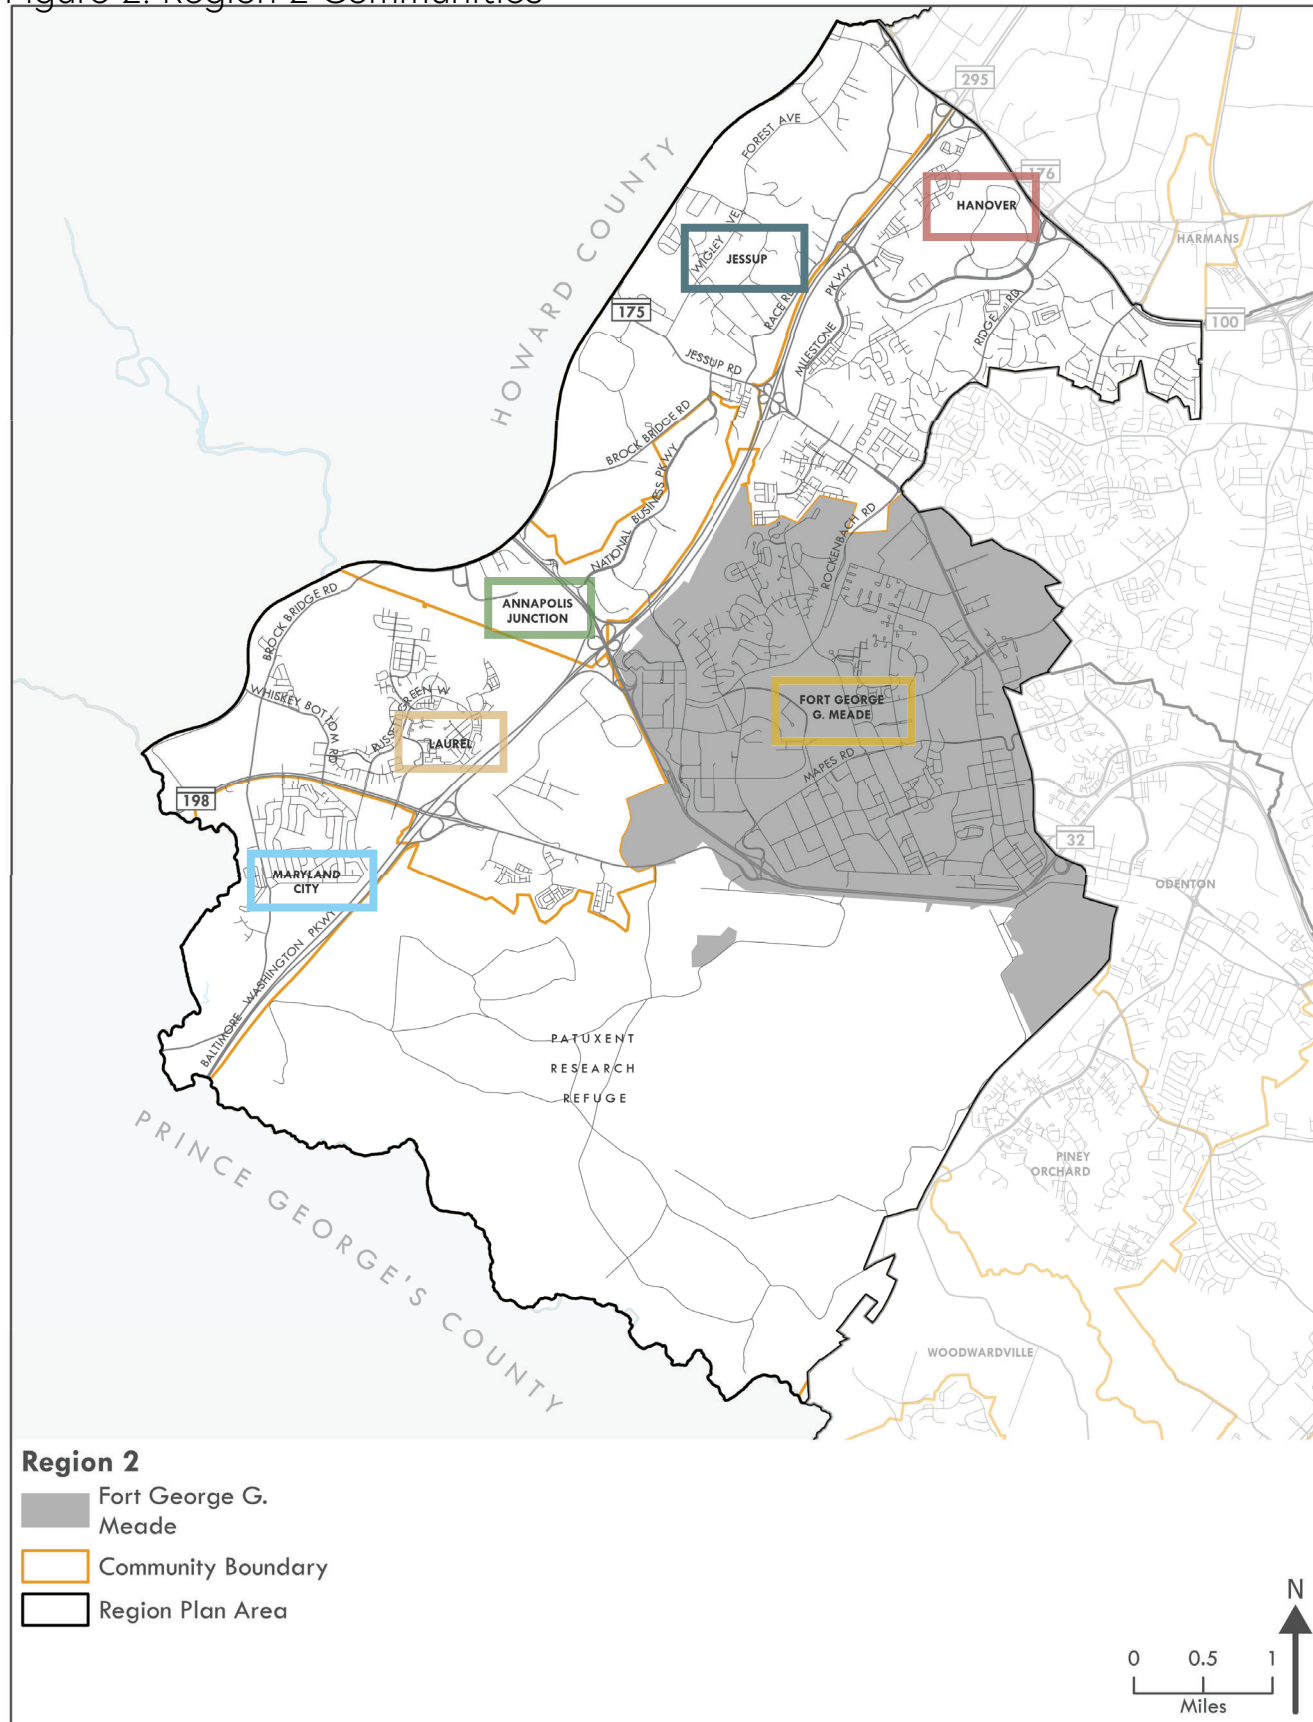 Figure 2. Region 2 Communities
295
FOREST AVE
HOWARD COUNTY
176
HANOVER
HARMANS
WIGLEY AVE
JESSUP
175
RACE RD
PKWY
MILESTONE
RIDGE RD
100
JESSUP RD
BROCK BRIDGE RD
NATIONAL BUSINESS PKWY
ROCKENBACH RD
ANNAPOLIS
JUNCTION
BROCK BRIDGE RD
WHISKEY BOTTOM RD
RUSSETT GREEN W
LAUREL
FORT GEORGE
G. MEADE
MAPES RD
198
32
MARYLAND
CITY
ODENTON
BALTIMORE WASHINGTON PKWY
PATUXENT
RESEARCH
REFUGE
PRINCE GEORGE'S COUNTY
PINEY
ORCHARD
WOODWARDVILLE
Region 2
Fort George G.
Meade
Community Boundary
Region Plan Area
N
0 0.5 1
Miles